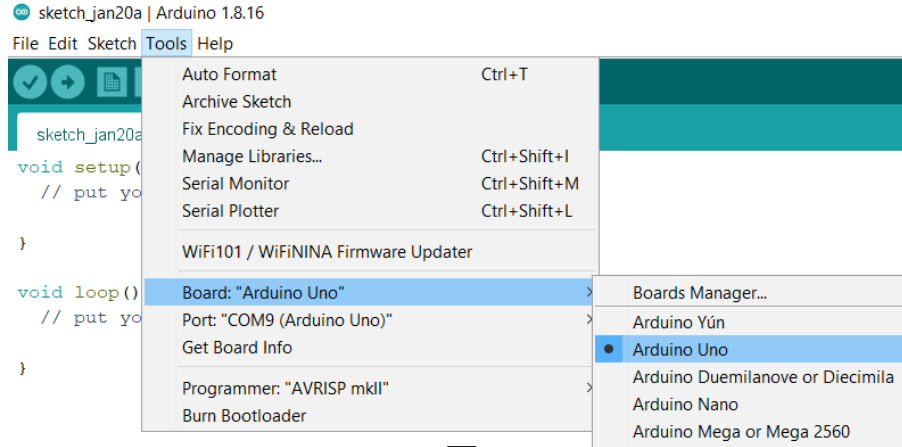 sketch_jan20a | Arduino 1.8.16
File Edit Sketch Tools Help
sketch_jan20a
void setup(
// put yo
}
void loop()
// put yo
}
Auto Format Ctrl+T
Archive Sketch
Fix Encoding & Reload
Manage Libraries... Ctrl+Shift+I
Serial Monitor Ctrl+Shift+M
Serial Plotter Ctrl+Shift+L
WiFi101 / WiFiNINA Firmware Updater
Board: "Arduino Uno"
Port: "COM9 (Arduino Uno)"
Get Board Info
Programmer: "AVRISP mkII"
Burn Bootloader
Boards Manager...
Arduino Yún
Arduino Uno
Arduino Duemilanove or Diecimila
Arduino Nano
Arduino Mega or Mega 2560